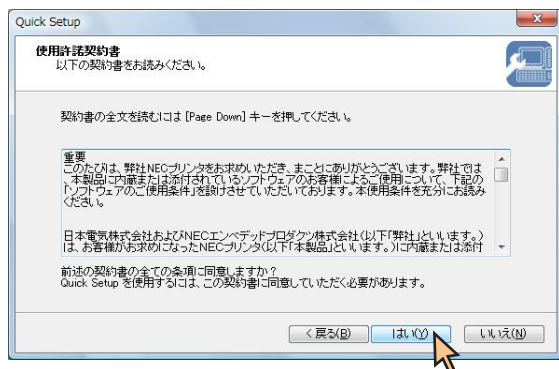 Quick Setup
使用許諾契約書
以下の契約書をお読みください。
契約書の全文を読むには [Page Down] キーを押してください。
重要
このたびは、弊社NECプリンタをお求めいただき、まことにありがとうございます。弊社では
、本製品に内蔵または添付されているソフトウェアのお客様によるご使用について、下記の
「ソフトウェアのご使用条件」を設けさせていただいております。本使用条件を充分にお読み
ください。
日本電気株式会社およびNECエンベデッドプロダクツ株式会社(以下「弊社」といいます。)
は、お客様がお求めになったNECプリンタ(以下「本製品」といいます。)に内蔵または添付
前述の契約書の全ての条項に同意しますか?
Quick Setup を使用するには、この契約書に同意していただく必要があります。
< 戻る(B) はい(Y) いいえ(N)